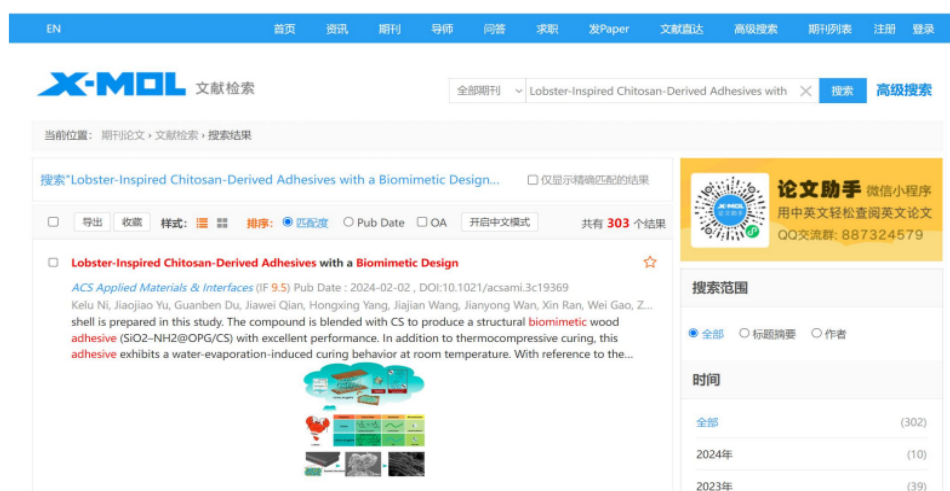 EN 首页 资讯 期刊 导师 问答 求职 发Paper 文献直达 高级搜索 期刊列表 注册 登录
X-MOL 文献检索
全部期刊 Lobster-Inspired Chitosan-Derived Adhesives with 搜索 高级搜索
当前位置： 期刊论文 › 文献检索 › 搜索结果
搜索"Lobster-Inspired Chitosan-Derived Adhesives with a Biomimetic Design... 仅显示精确匹配的结果
导出 收藏 样式： 排序： 匹配度 Pub Date OA 开启中文模式 共有 303 个结果
Lobster-Inspired Chitosan-Derived Adhesives with a Biomimetic Design
ACS Applied Materials & Interfaces (IF 9.5) Pub Date : 2024-02-02 , DOI:10.1021/acsami.3c19369
Kelu Ni, Jiaojiao Yu, Guanben Du, Jiawei Qian, Hongxing Yang, Jiajian Wang, Jianyong Wan, Xin Ran, Wei Gao, Z...
shell is prepared in this study. The compound is blended with CS to produce a structural biomimetic wood
adhesive (SiO2–NH2@OPG/CS) with excellent performance. In addition to thermocompressive curing, this
adhesive exhibits a water-evaporation-induced curing behavior at room temperature. With reference to the...
论文助手 微信小程序
用中英文轻松查阅英文论文
QQ交流群: 887324579
搜索范围
全部 标题摘要 作者
时间
全部 (302)
2024年 (10)
2023年 (39)